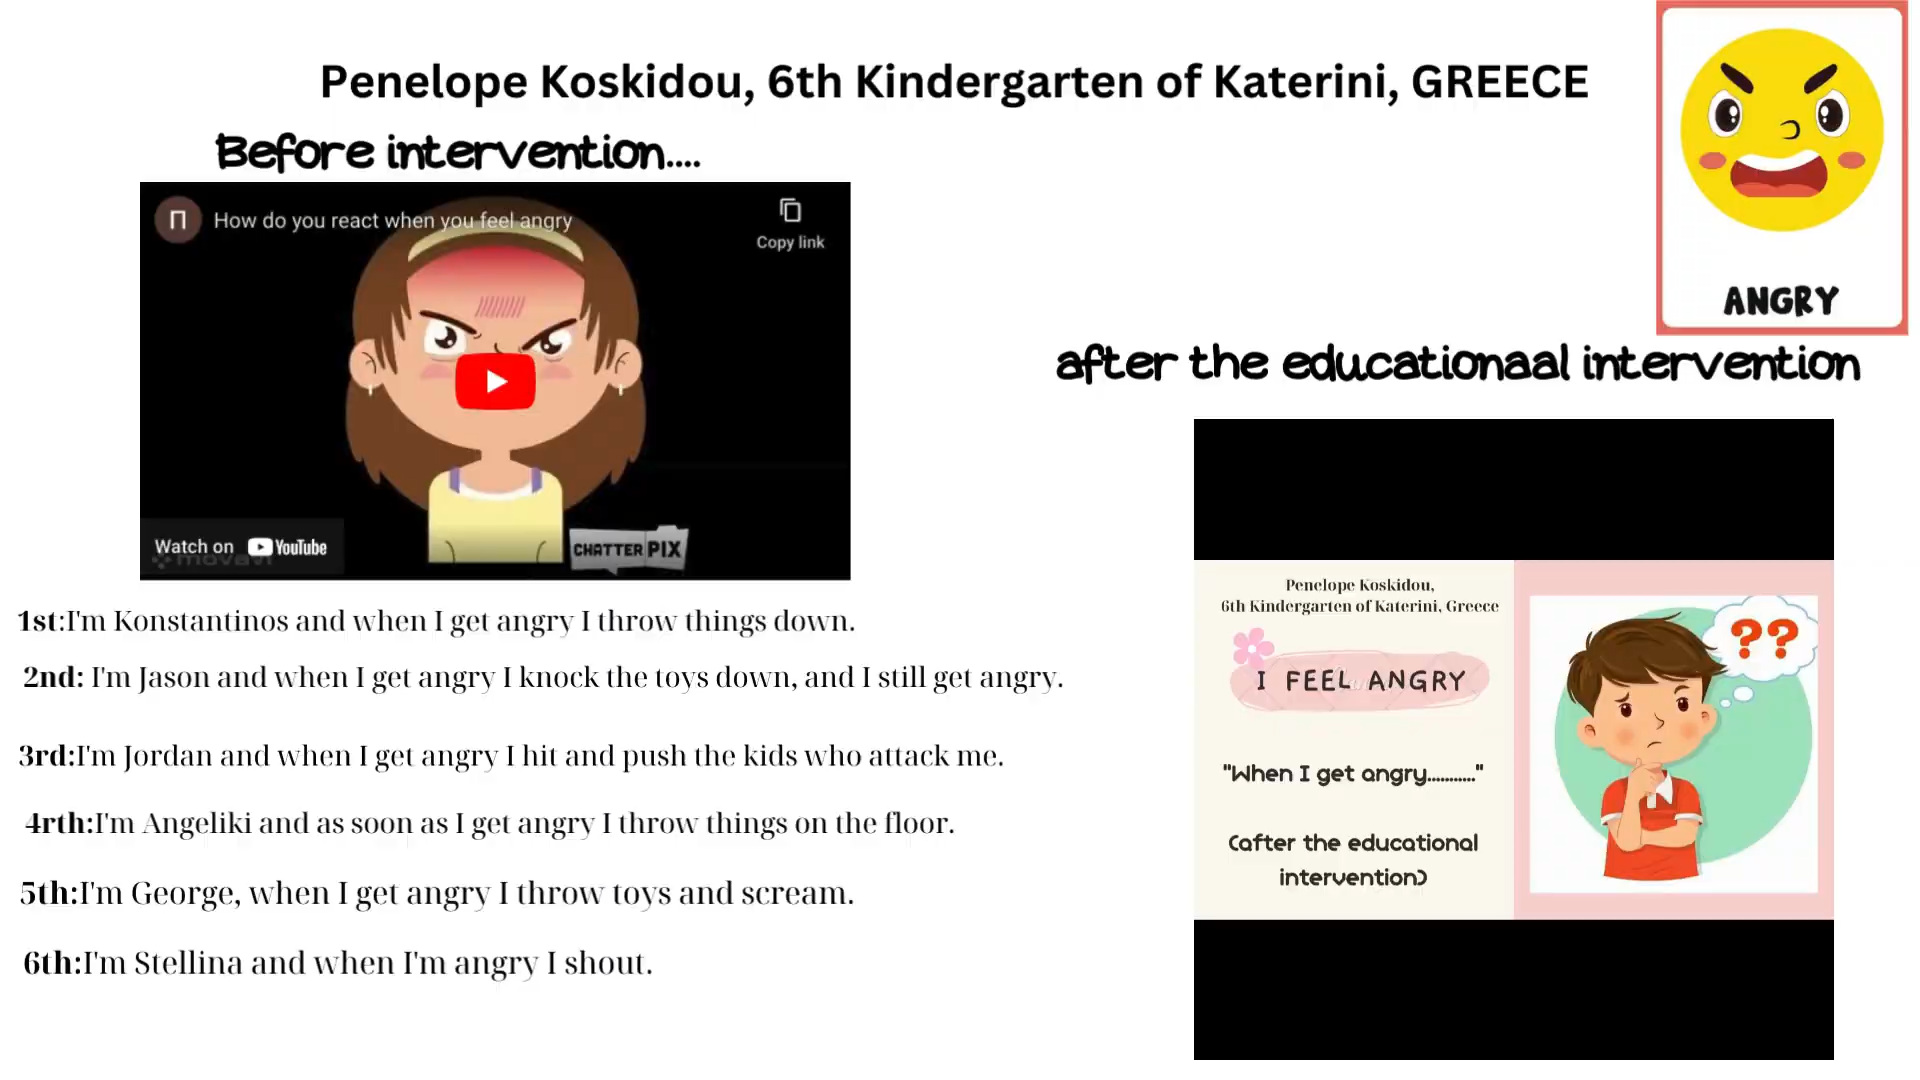 Penelope Koskidou, 6th Kindergarten of Katerini, GREECE
Before intervention....
Π How do you react when you feel angry
Copy link
Watch on YouTube
movavi
CHATTER PIX
1st:I'm Konstantinos and when I get angry I throw things down.
2nd: I'm Jason and when I get angry I knock the toys down, and I still get angry.
3rd:I'm Jordan and when I get angry I hit and push the kids who attack me.
4rth:I'm Angeliki and as soon as I get angry I throw things on the floor.
5th:I'm George, when I get angry I throw toys and scream.
6th:I'm Stellina and when I'm angry I shout.
ANGRY
after the educationaal intervention
Penelope Koskidou,
6th Kindergarten of Katerini, Greece
I FEEL ANGRY
"When I get angry..........."
(after the educational
intervention)
??